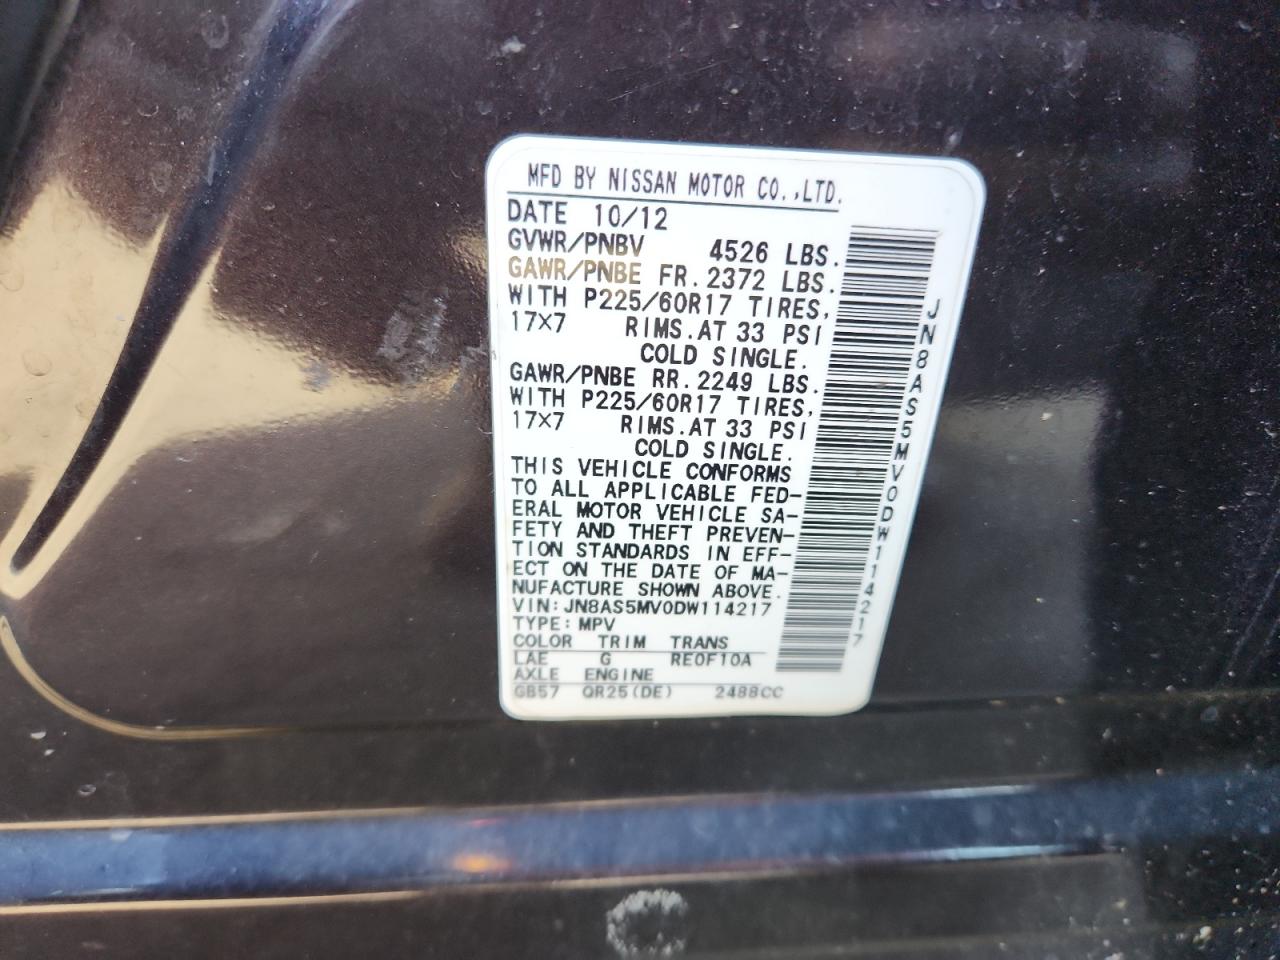 MFD BY NISSAN MOTOR CO.,LTD.
DATE 10/12
GVWR/PNBV 4526 LBS.
GAWR/PNBE FR. 2372 LBS.
WITH P225/60R17 TIRES,
17×7 RIMS.AT 33 PSI
COLD SINGLE.
GAWR/PNBE RR. 2249 LBS.
WITH P225/60R17 TIRES,
17×7 RIMS.AT 33 PSI
COLD SINGLE.
THIS VEHICLE CONFORMS
TO ALL APPLICABLE FED-
ERAL MOTOR VEHICLE SA-
FETY AND THEFT PREVEN-
TION STANDARDS IN EFF-
ECT ON THE DATE OF MA-
NUFACTURE SHOWN ABOVE.
VIN:JN8AS5MV0DW114217
TYPE:MPV
COLOR TRIM TRANS
LAE G RE0F10A
AXLE ENGINE
GB57 QR25(DE) 2488CC
JN8AS5MV0DW114217